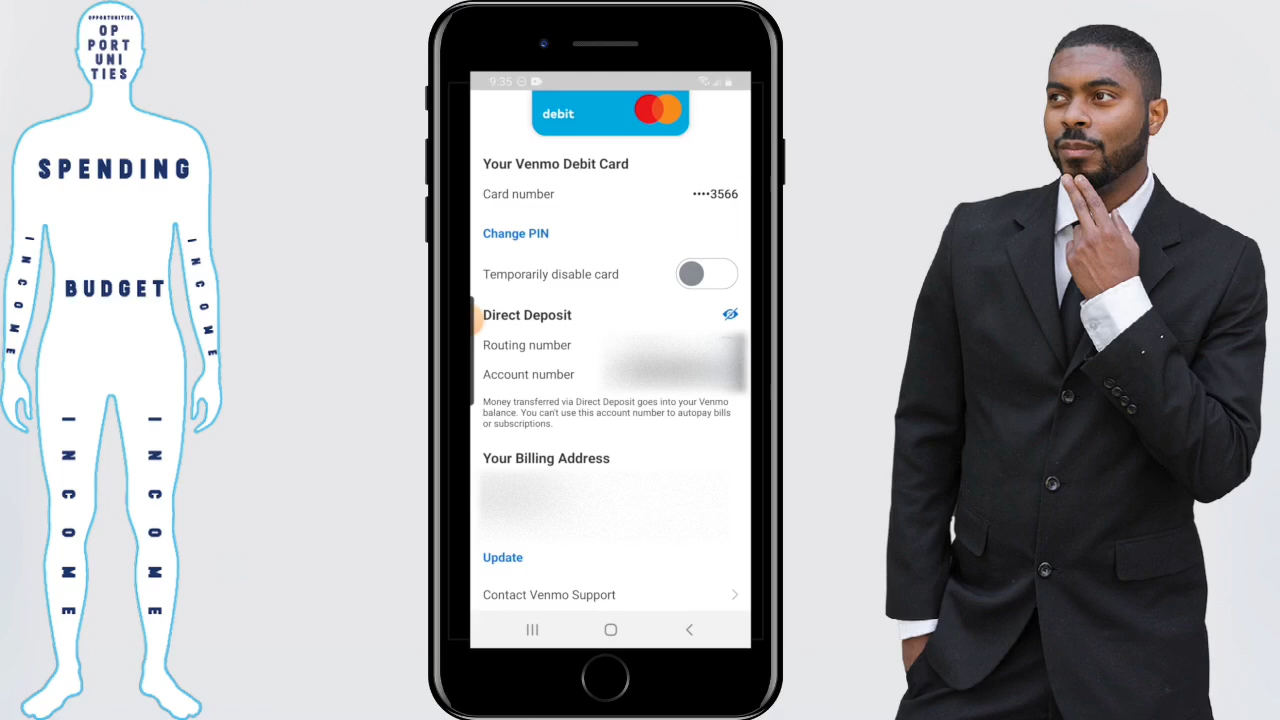 OPPORTUNITIES
OP
PORT
UNI
TIES
SPENDING
INCOME
INCOME
BUDGET
INCOME
INCOME
9:35
debit
Your Venmo Debit Card
Card number ••••3566
Change PIN
Temporarily disable card
Direct Deposit
Routing number
Account number
Money transferred via Direct Deposit goes into your Venmo
balance. You can't use this account number to autopay bills
or subscriptions.
Your Billing Address
Update
Contact Venmo Support